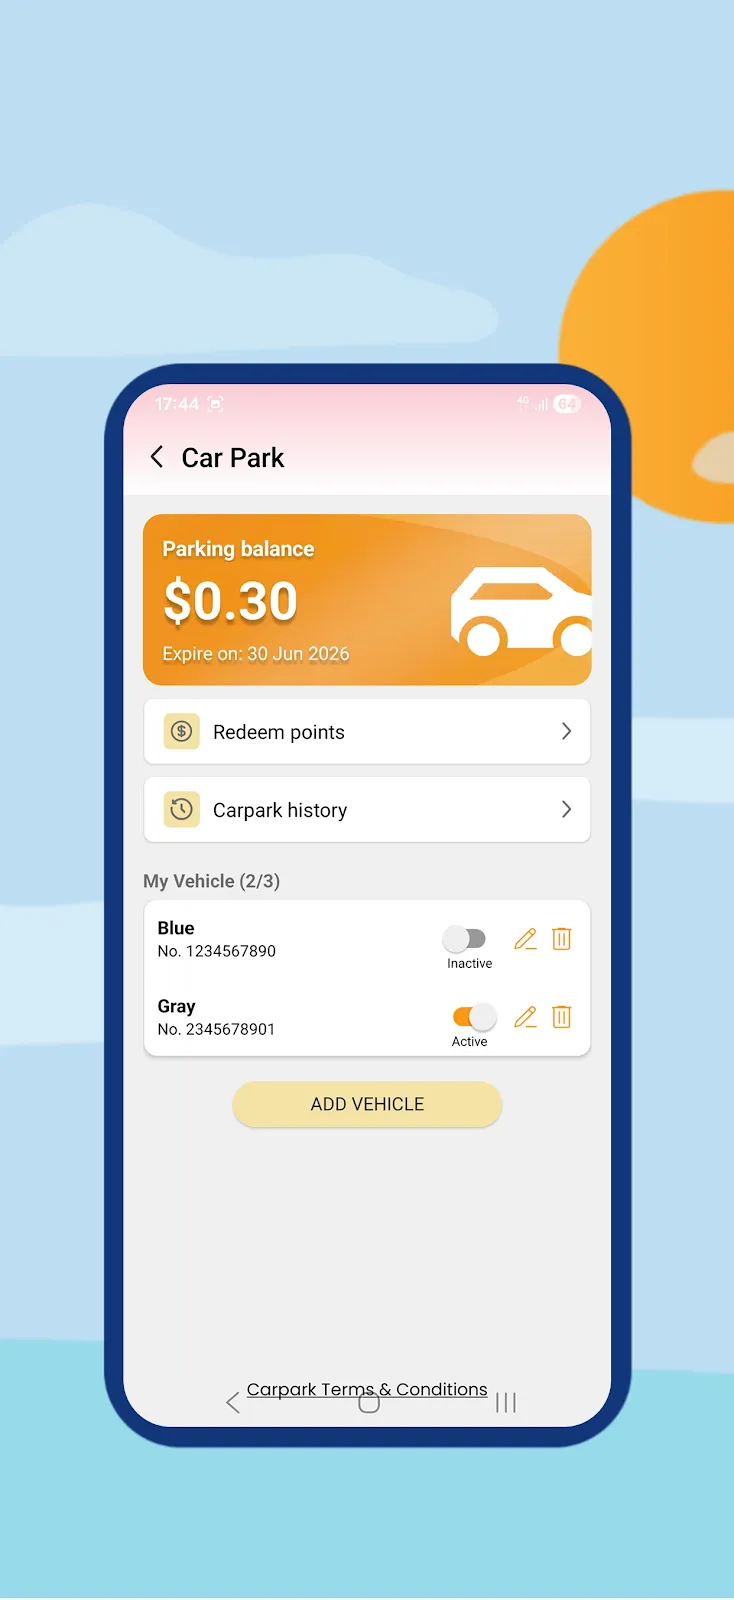 17:44
4G
64
Car Park
Parking balance
$0.30
Expire on: 30 Jun 2026
Redeem points
Carpark history
My Vehicle (2/3)
Blue
No. 1234567890
Inactive
Gray
No. 2345678901
Active
ADD VEHICLE
Carpark Terms & Conditions